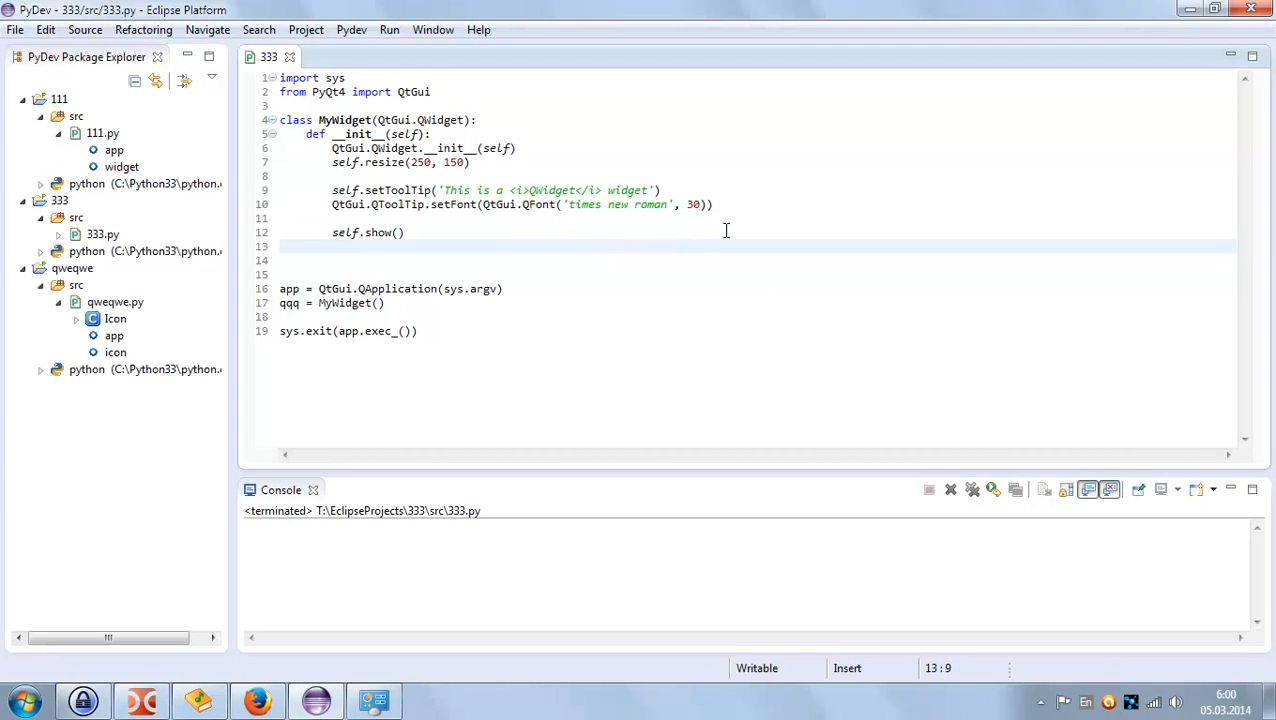 PyDev - 333/src/333.py - Eclipse Platform
File Edit Source Refactoring Navigate Search Project Pydev Run Window Help
PyDev Package Explorer
111
src
111.py
app
widget
python (C:\Python33\python.
333
src
333.py
python (C:\Python33\python.
qweqwe
src
qweqwe.py
Icon
app
icon
python (C:\Python33\python.
333
1 import sys
2 from PyQt4 import QtGui
3
4 class MyWidget(QtGui.QWidget):
5 def __init__(self):
6 QtGui.QWidget.__init__(self)
7 self.resize(250, 150)
8
9 self.setToolTip('This is a <i>QWidget</i> widget')
10 QtGui.QToolTip.setFont(QtGui.QFont('times new roman', 30))
11
12 self.show()
13
14
15
16 app = QtGui.QApplication(sys.argv)
17 qqq = MyWidget()
18
19 sys.exit(app.exec_())
Console
<terminated> T:\EclipseProjects\333\src\333.py
Writable Insert 13 : 9
En
6:00
05.03.2014